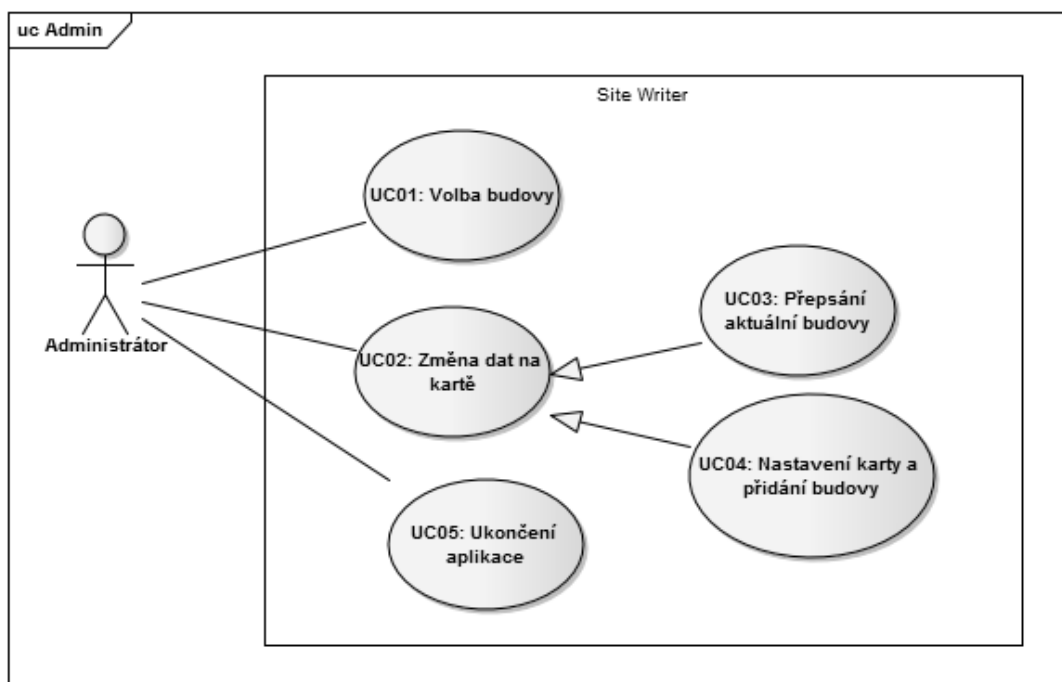 uc Admin
Site Writer
UC01: Volba budovy
Administrátor
UC02: Změna dat na
kartě
UC03: Přepsání
aktuální budovy
UC04: Nastavení karty a
přidání budovy
UC05: Ukončení
aplikace